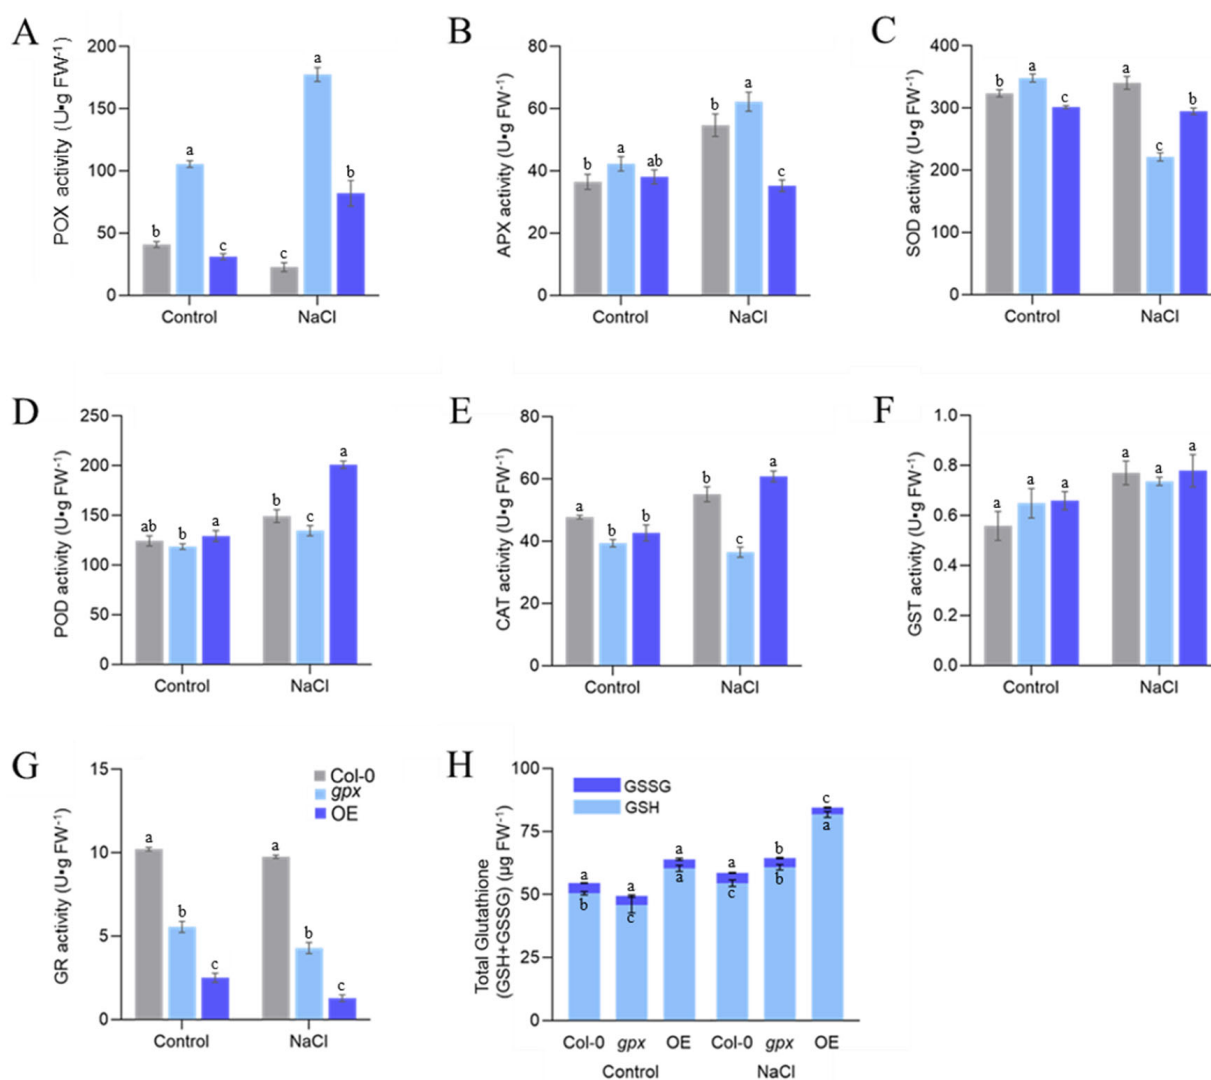 A
POX activity (U•g FW⁻¹)
200
150
100
50
0
b
a
c
c
a
b
Control
NaCl
B
APX activity (U•g FW⁻¹)
80
60
40
20
0
b
a
ab
b
a
c
Control
NaCl
C
SOD activity (U•g FW⁻¹)
400
300
200
100
0
b
a
c
a
c
b
Control
NaCl
D
POD activity (U•g FW⁻¹)
250
200
150
100
50
0
ab
b
a
b
c
a
Control
NaCl
E
CAT activity (U•g FW⁻¹)
80
60
40
20
0
a
b
b
b
c
a
Control
NaCl
F
GST activity (U•g FW⁻¹)
1.0
0.8
0.6
0.4
0.2
0.0
a
a
a
a
a
a
Control
NaCl
G
GR activity (U•g FW⁻¹)
15
10
5
0
a
b
c
a
b
c
Control
NaCl
Col-0
gpx
OE
H
Total Glutathione
(GSH+GSSG) (µg FW⁻¹)
100
75
50
25
0
GSSG
GSH
a
b
a
c
a
a
a
c
b
b
c
a
Col-0
gpx
OE
Col-0
gpx
OE
Control
NaCl